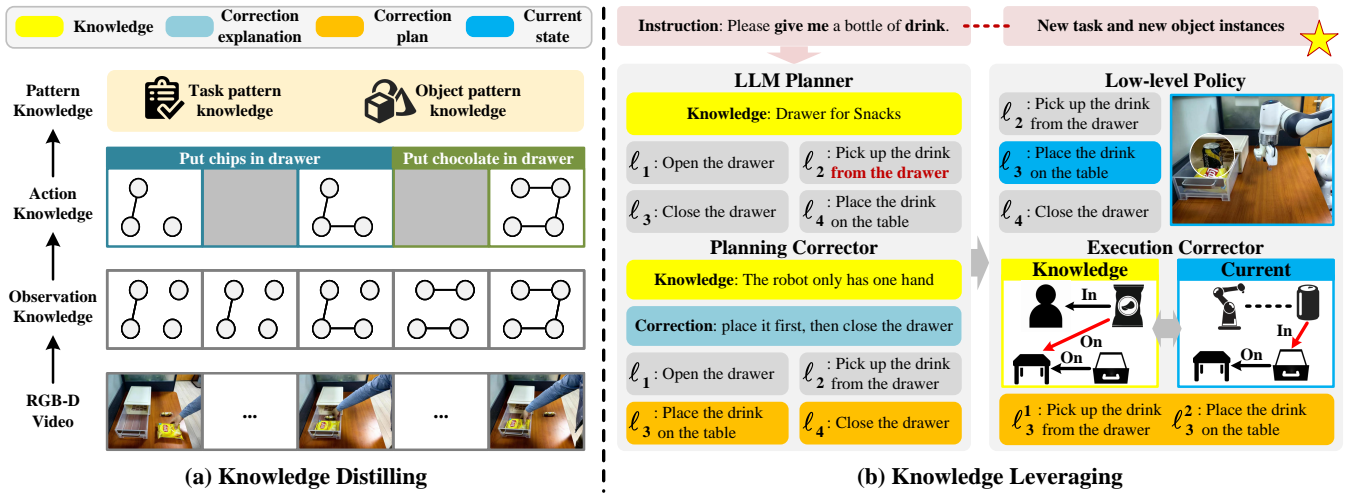 Knowledge
Correction
explanation
Correction
plan
Current
state
Pattern
Knowledge
Task pattern
knowledge
Object pattern
knowledge
Action
Knowledge
Put chips in drawer
Put chocolate in drawer
Observation
Knowledge
RGB-D
Video
...
...
(a) Knowledge Distilling
Instruction: Please give me a bottle of drink.
New task and new object instances
LLM Planner
Knowledge: Drawer for Snacks
ℓ1 : Open the drawer
ℓ2 : Pick up the drink
from the drawer
ℓ3 : Close the drawer
ℓ4 : Place the drink
on the table
Planning Corrector
Knowledge: The robot only has one hand
Correction: place it first, then close the drawer
ℓ1 : Open the drawer
ℓ2 : Pick up the drink
from the drawer
ℓ3 : Place the drink
on the table
ℓ4 : Close the drawer
Low-level Policy
ℓ2 : Pick up the drink
from the drawer
ℓ3 : Place the drink
on the table
ℓ4 : Close the drawer
Execution Corrector
Knowledge
In
On
On
Current
In
On
ℓ3^1 : Pick up the drink
from the drawer
ℓ3^2 : Place the drink
on the table
(b) Knowledge Leveraging